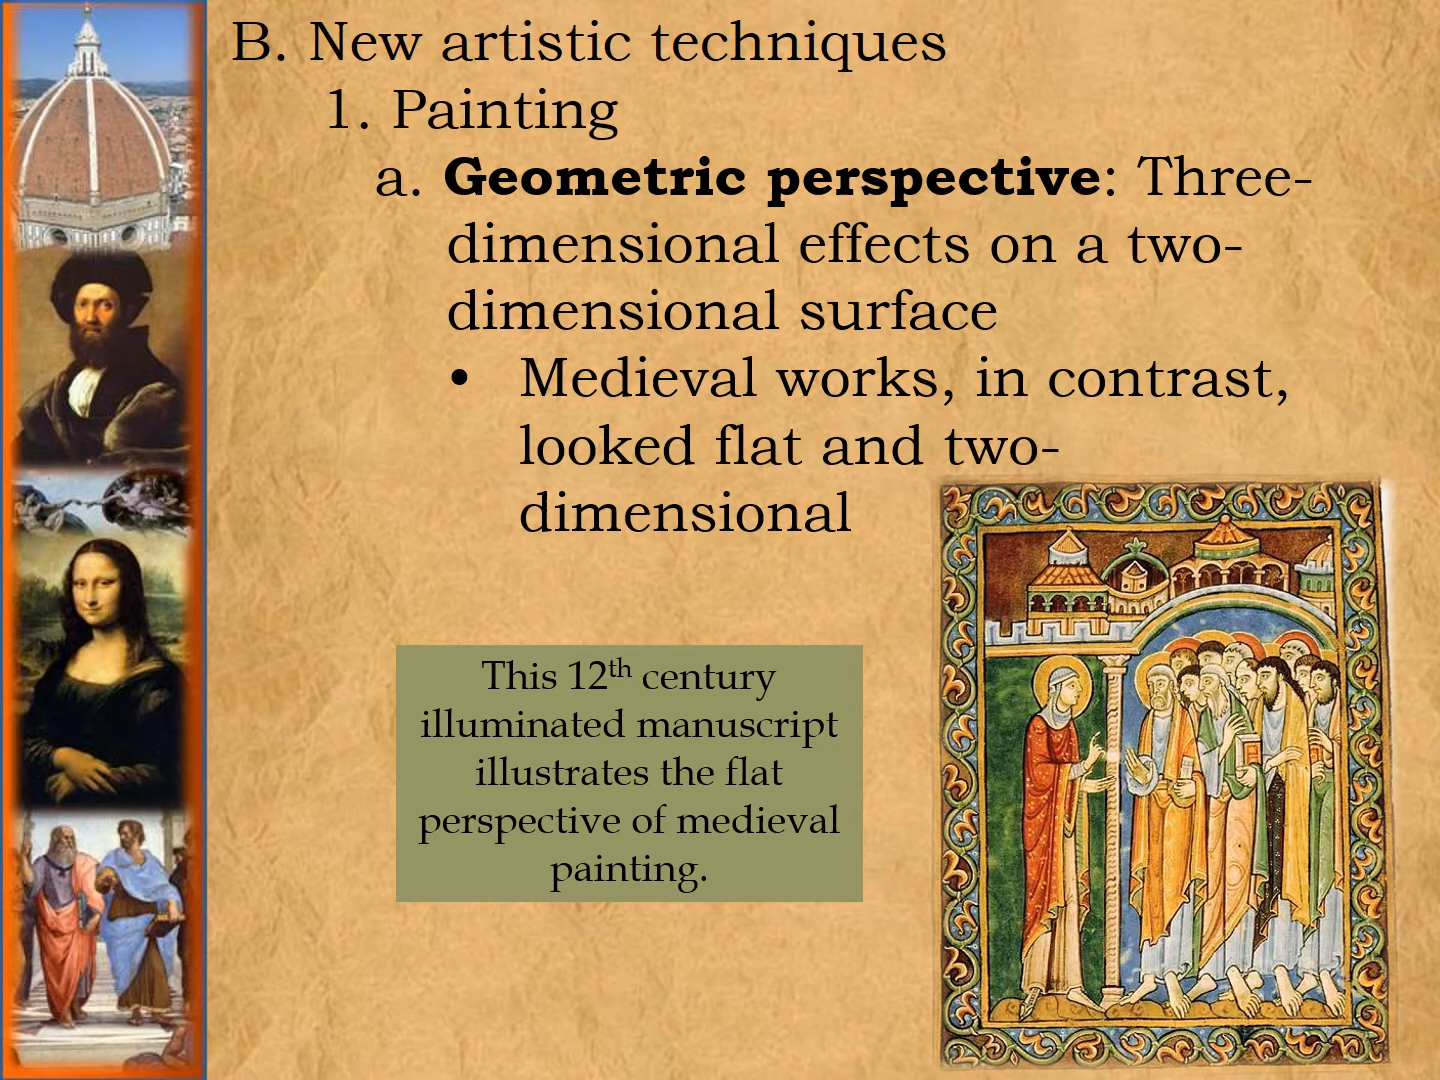 B. New artistic techniques
1. Painting
a. Geometric perspective: Three-
dimensional effects on a two-
dimensional surface
• Medieval works, in contrast,
looked flat and two-
dimensional
This 12th century
illuminated manuscript
illustrates the flat
perspective of medieval
painting.